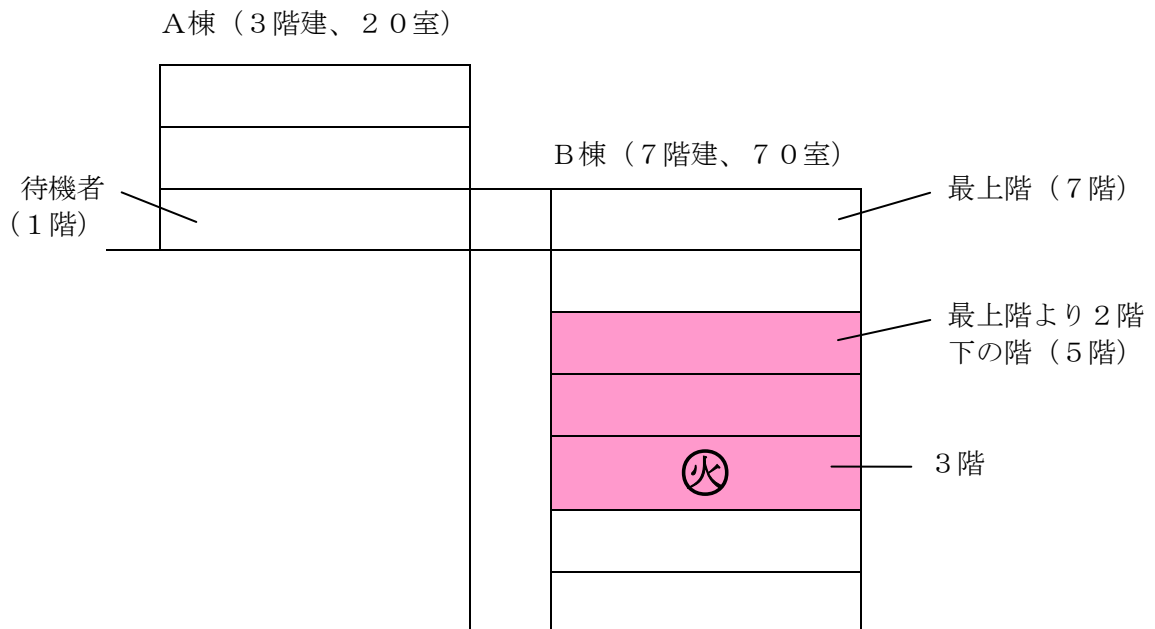 A棟（３階建、２０室）
B棟（７階建、７０室）
待機者
（１階）
最上階（７階）
最上階より２階
下の階（５階）
３階
火